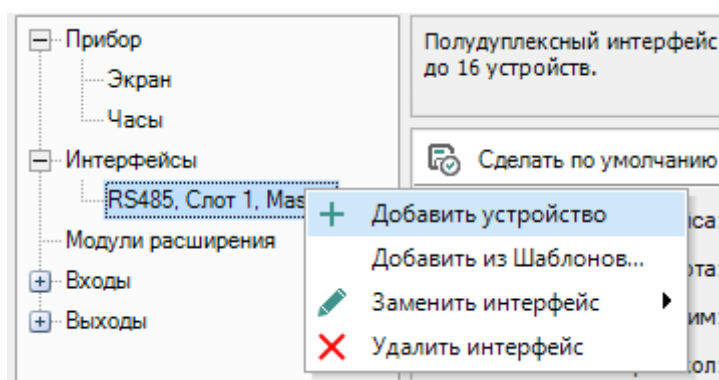 Прибор
Экран
Часы
Интерфейсы
RS485, Слот 1, Mas
Модули расширения
Входы
Выходы
Полудуплексный интерфейс
до 16 устройств.
Сделать по умолчанию
Добавить устройство
Добавить из Шаблонов...
Заменить интерфейс
Удалить интерфейс